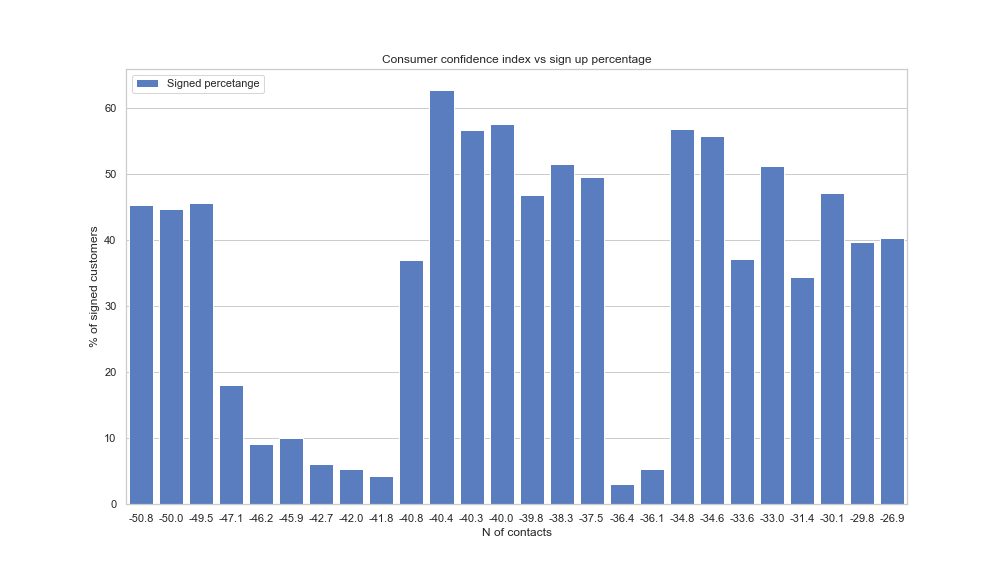 Consumer confidence index vs sign up percentage
Signed percetange
% of signed customers
60
50
40
30
20
10
0
-50.8 -50.0 -49.5 -47.1 -46.2 -45.9 -42.7 -42.0 -41.8 -40.8 -40.4 -40.3 -40.0 -39.8 -38.3 -37.5 -36.4 -36.1 -34.8 -34.6 -33.6 -33.0 -31.4 -30.1 -29.8 -26.9
N of contacts